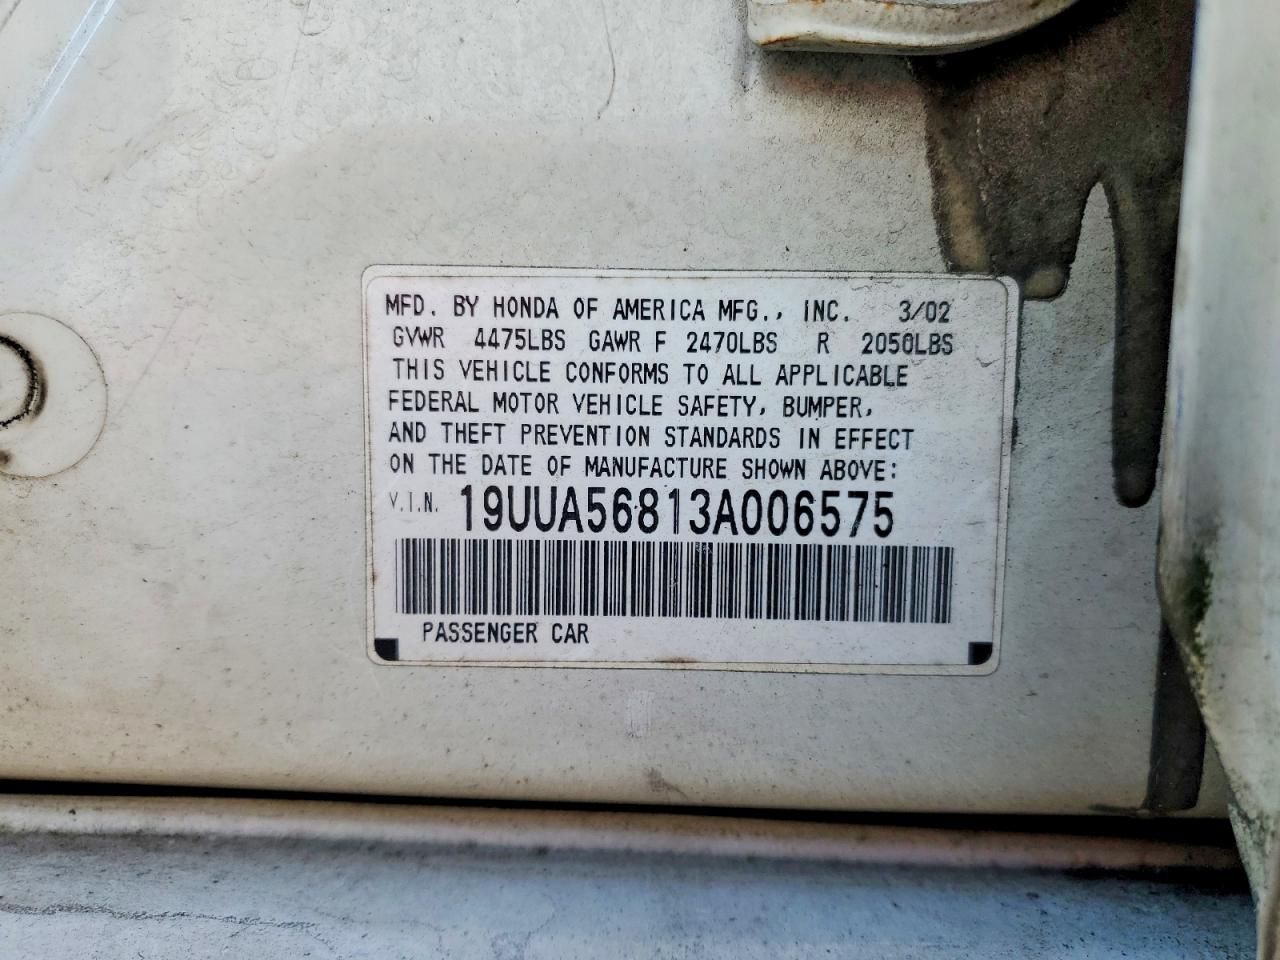 MFD. BY HONDA OF AMERICA MFG., INC. 3/02
GVWR 4475LBS GAWR F 2470LBS R 2050LBS
THIS VEHICLE CONFORMS TO ALL APPLICABLE
FEDERAL MOTOR VEHICLE SAFETY, BUMPER,
AND THEFT PREVENTION STANDARDS IN EFFECT
ON THE DATE OF MANUFACTURE SHOWN ABOVE:
V.I.N. 19UUA56813A006575
PASSENGER CAR